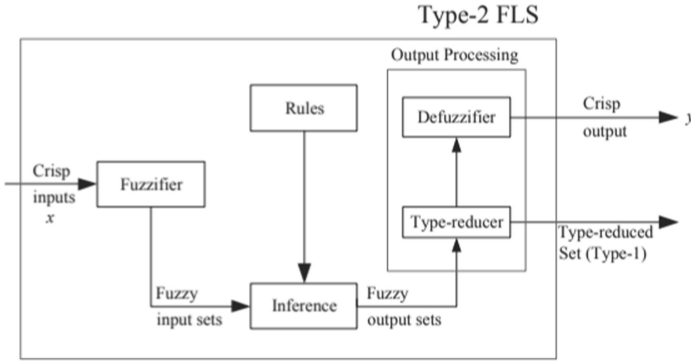 Type-2 FLS
Output Processing
Rules
Defuzzifier
Crisp
output
y
Crisp
inputs
x
Fuzzifier
Type-reducer
Type-reduced
Set (Type-1)
Fuzzy
input sets
Inference
Fuzzy
output sets